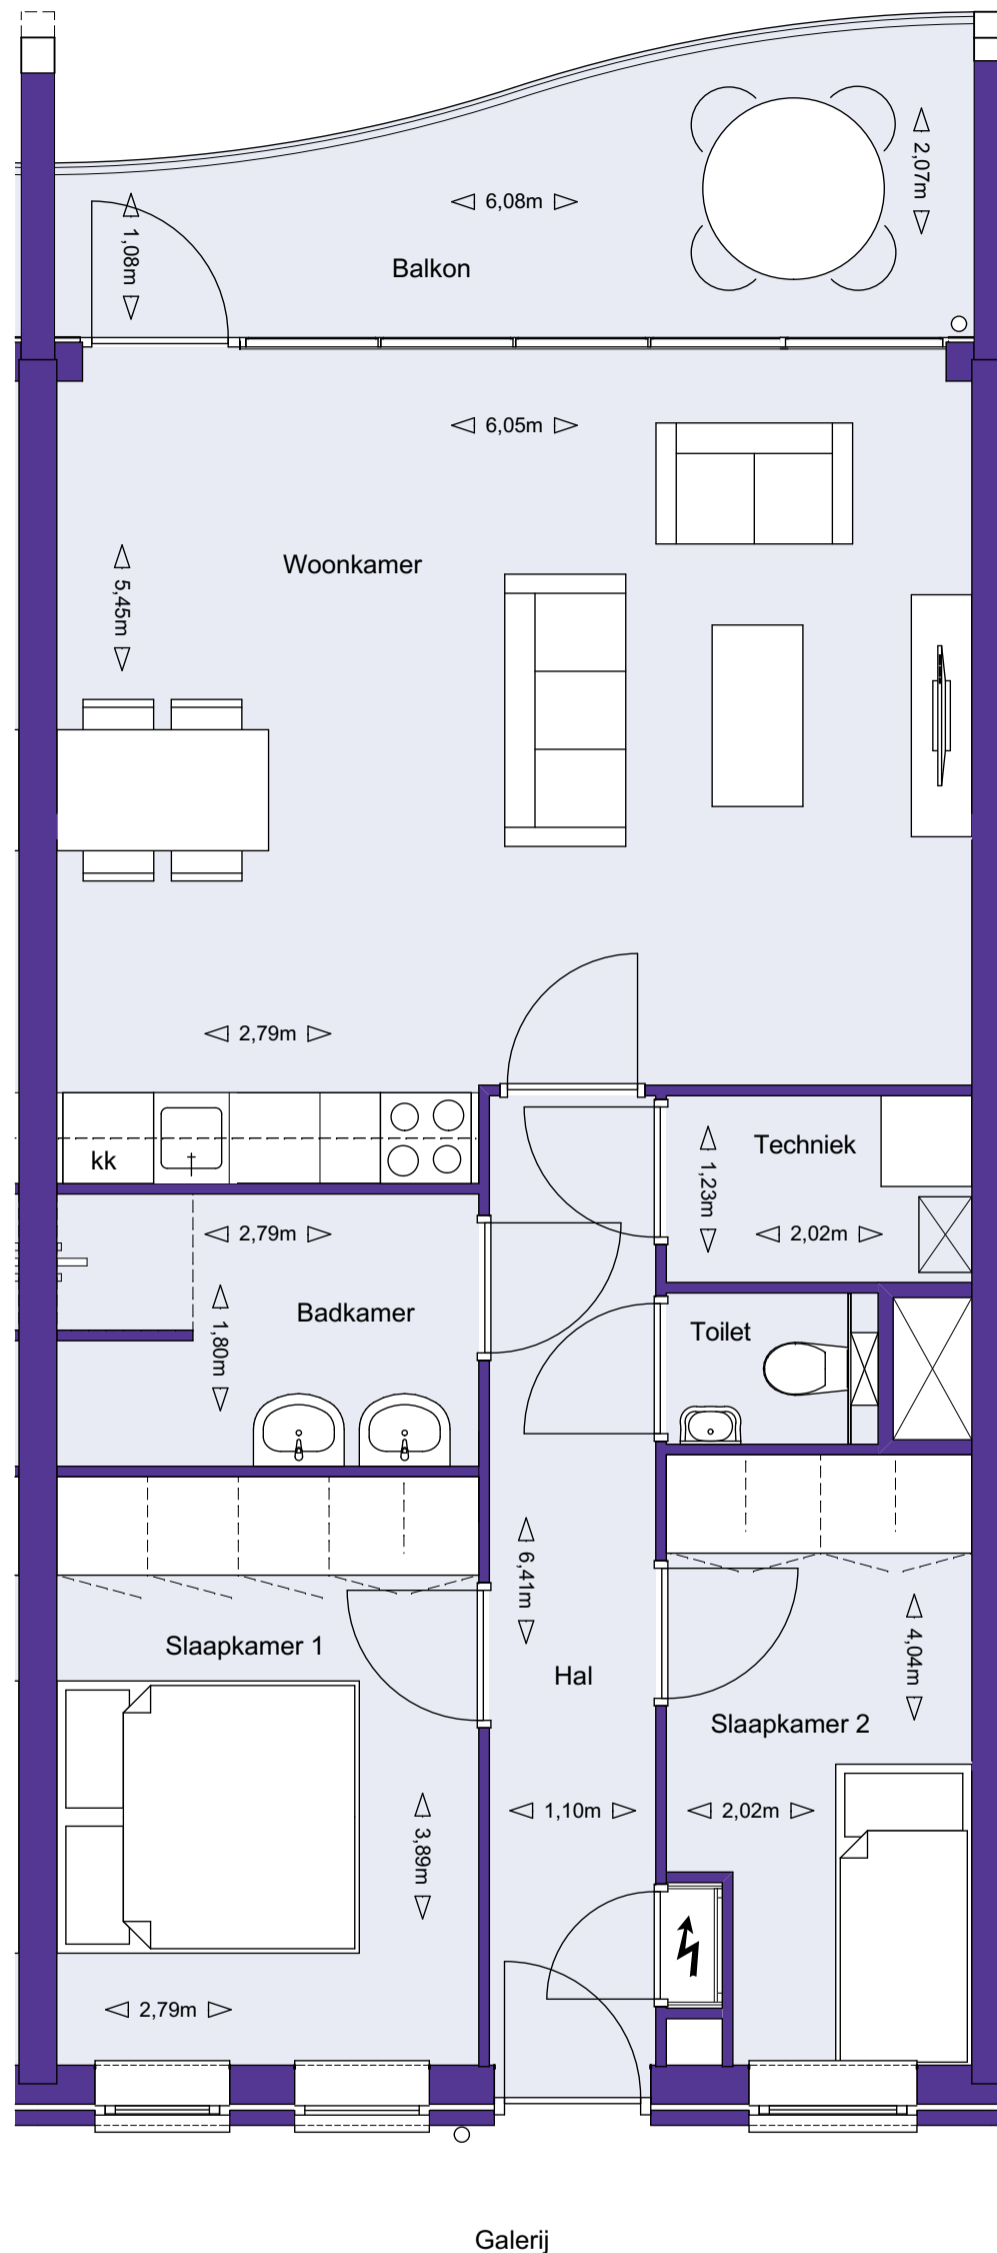 2,07m
6,08m
1,08m
Balkon
6,05m
Woonkamer
5,45m
2,79m
kk
Techniek
1,23m
2,02m
2,79m
Badkamer
1,80m
Toilet
6,41m
Slaapkamer 1
Hal
4,04m
Slaapkamer 2
1,10m
2,02m
3,89m
2,79m
Galerij